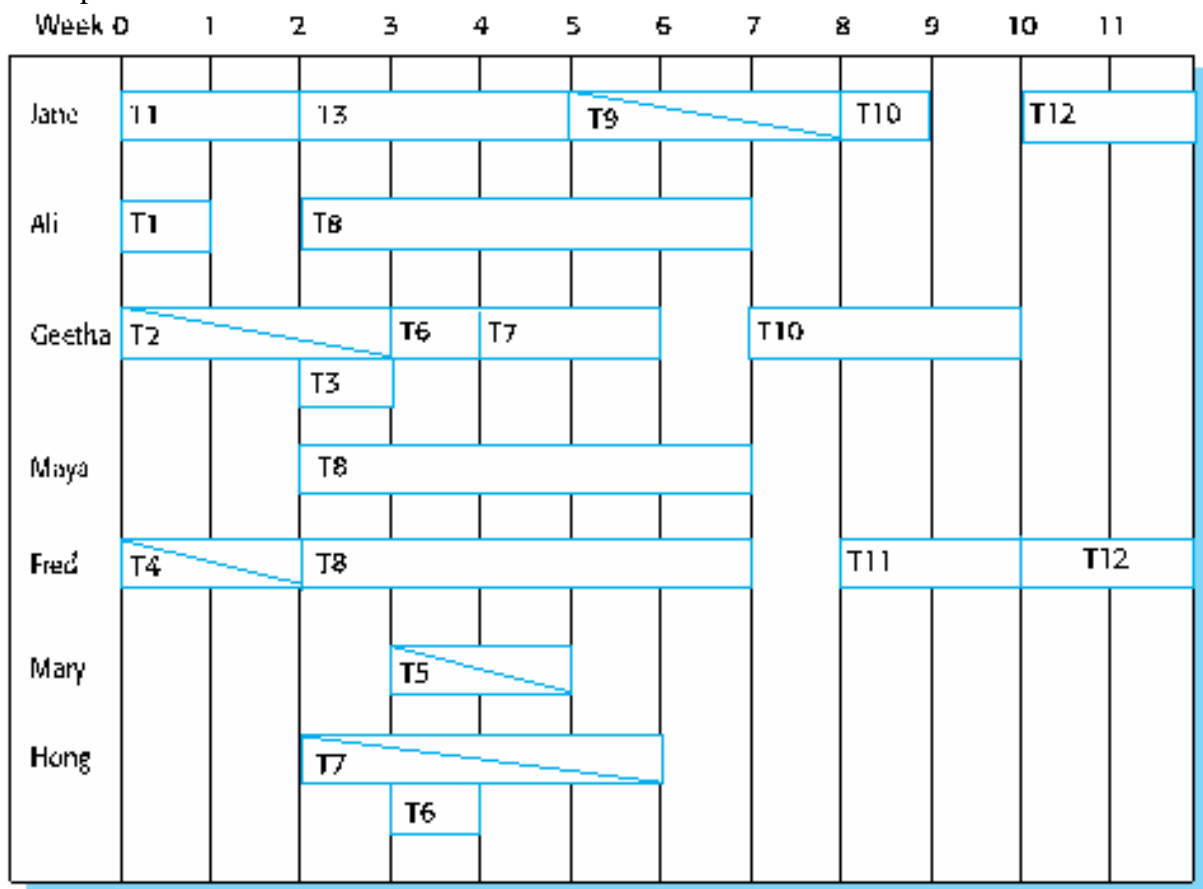 Week 0 1 2 3 4 5 6 7 8 9 10 11
Jane T1 T3 T9 T10 T12
Ali T1 T8
Geetha T2 T6 T7 T10
T3
Maya T8
Fred T4 T8 T11 T12
Mary T5
Hong T7
T6